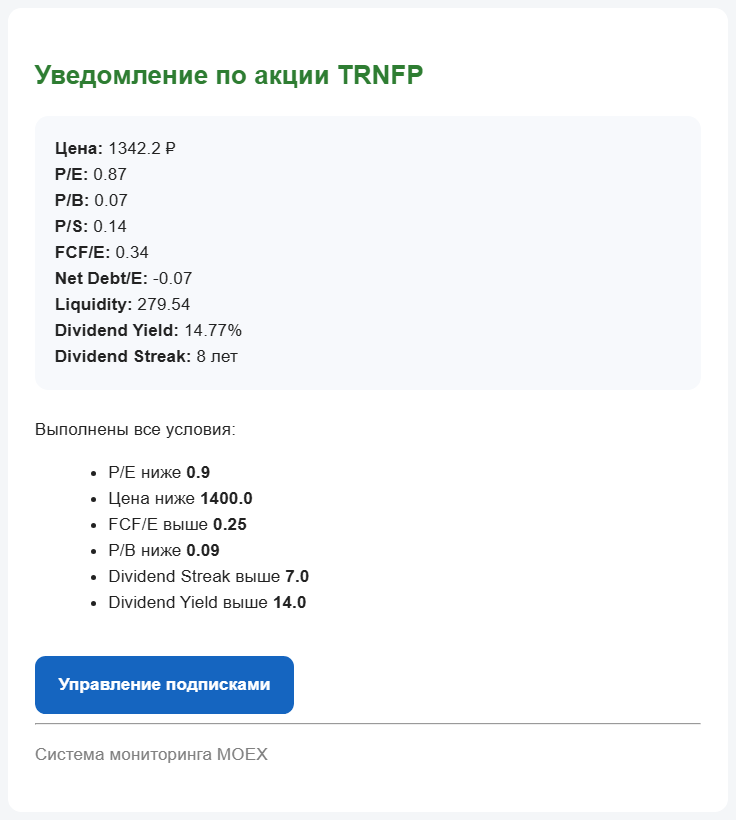 Уведомление по акции TRNFP
Цена: 1342.2 ₽
P/E: 0.87
P/B: 0.07
P/S: 0.14
FCF/E: 0.34
Net Debt/E: -0.07
Liquidity: 279.54
Dividend Yield: 14.77%
Dividend Streak: 8 лет
Выполнены все условия:
• P/E ниже 0.9
• Цена ниже 1400.0
• FCF/E выше 0.25
• P/B ниже 0.09
• Dividend Streak выше 7.0
• Dividend Yield выше 14.0
Управление подписками
Система мониторинга MOEX